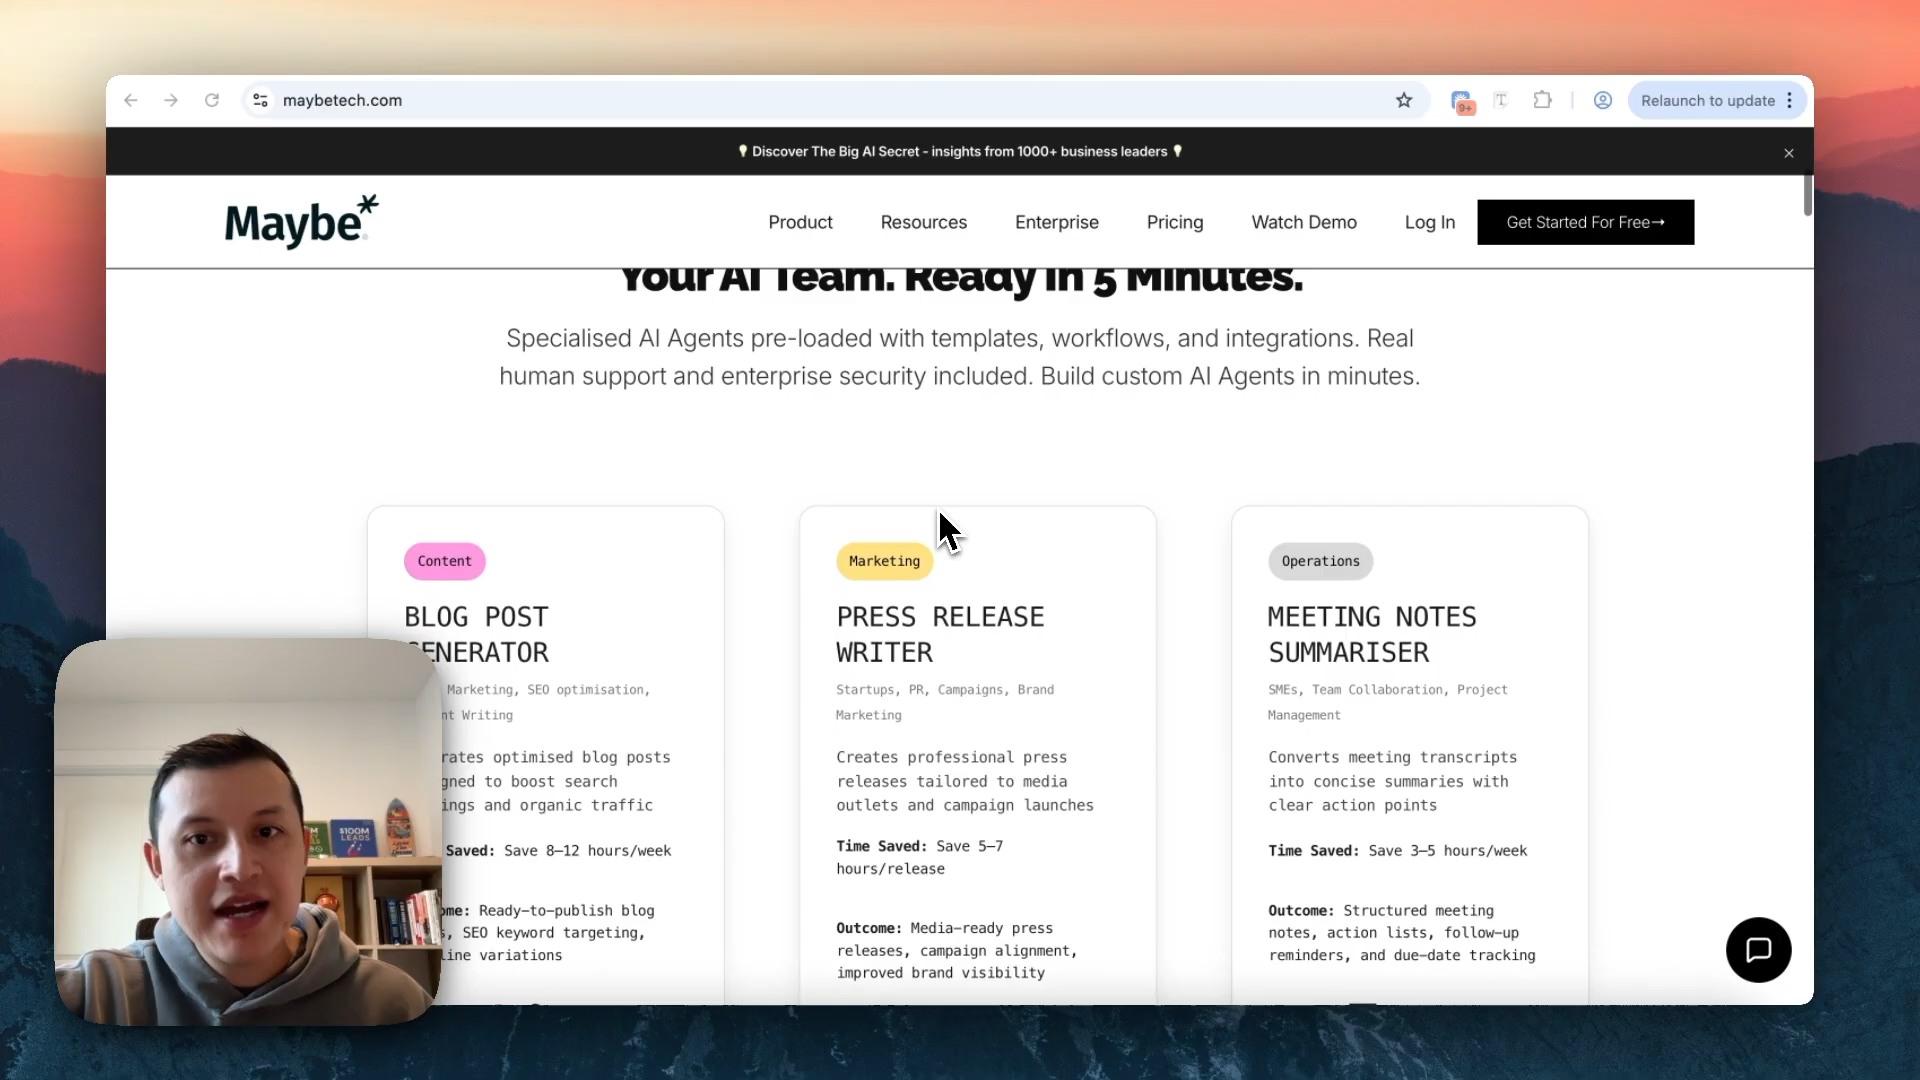 maybetech.com
9+
Relaunch to update
Discover The Big AI Secret - insights from 1000+ business leaders
Maybe*
Product
Resources
Enterprise
Pricing
Watch Demo
Log In
Get Started For Free→
Your AI Team. Ready in 5 Minutes.
Specialised AI Agents pre-loaded with templates, workflows, and integrations. Real
human support and enterprise security included. Build custom AI Agents in minutes.
Content
BLOG POST
GENERATOR
Marketing, SEO optimisation,
Writing
optimised blog posts
to boost search
and organic traffic
Saved: Save 8–12 hours/week
Ready-to-publish blog
SEO keyword targeting,
variations
Marketing
PRESS RELEASE
WRITER
Startups, PR, Campaigns, Brand
Marketing
Creates professional press
releases tailored to media
outlets and campaign launches
Time Saved: Save 5–7
hours/release
Outcome: Media-ready press
releases, campaign alignment,
improved brand visibility
Operations
MEETING NOTES
SUMMARISER
SMEs, Team Collaboration, Project
Management
Converts meeting transcripts
into concise summaries with
clear action points
Time Saved: Save 3–5 hours/week
Outcome: Structured meeting
notes, action lists, follow-up
reminders, and due-date tracking
$100M
LEADS